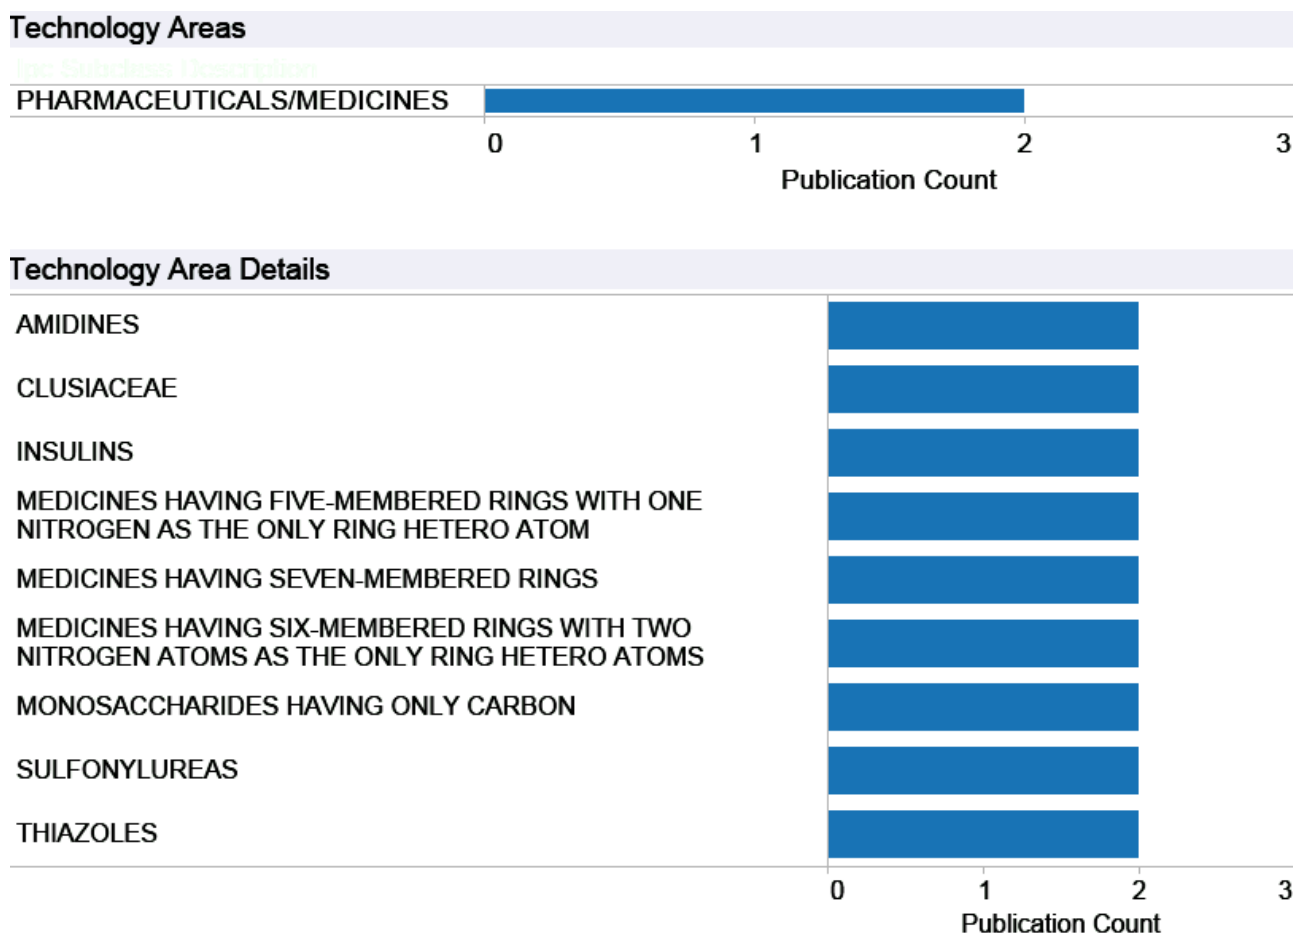 Technology Areas
Ipc Subclass Description
PHARMACEUTICALS/MEDICINES
0 1 2 3
Publication Count
Technology Area Details
AMIDINES
CLUSIACEAE
INSULINS
MEDICINES HAVING FIVE-MEMBERED RINGS WITH ONE
NITROGEN AS THE ONLY RING HETERO ATOM
MEDICINES HAVING SEVEN-MEMBERED RINGS
MEDICINES HAVING SIX-MEMBERED RINGS WITH TWO
NITROGEN ATOMS AS THE ONLY RING HETERO ATOMS
MONOSACCHARIDES HAVING ONLY CARBON
SULFONYLUREAS
THIAZOLES
0 1 2 3
Publication Count